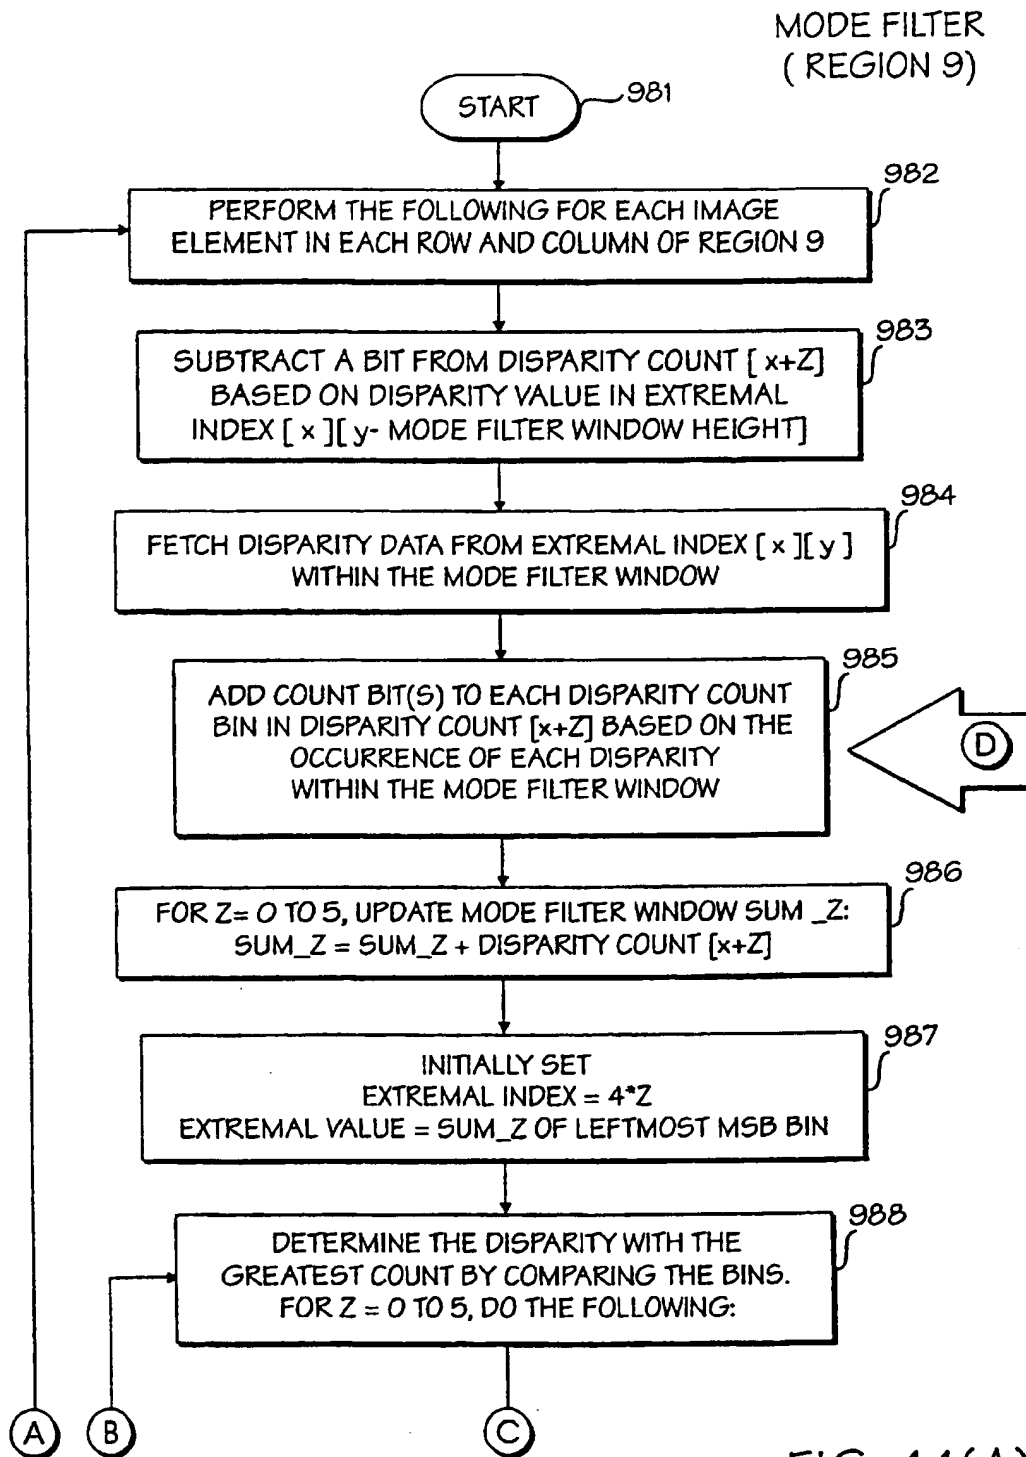 MODE FILTER
( REGION 9)
START
981
982
PERFORM THE FOLLOWING FOR EACH IMAGE
ELEMENT IN EACH ROW AND COLUMN OF REGION 9
983
SUBTRACT A BIT FROM DISPARITY COUNT [ x+Z]
BASED ON DISPARITY VALUE IN EXTREMAL
INDEX [ x ][ y- MODE FILTER WINDOW HEIGHT]
984
FETCH DISPARITY DATA FROM EXTREMAL INDEX [ x ][ y ]
WITHIN THE MODE FILTER WINDOW
985
ADD COUNT BIT(S) TO EACH DISPARITY COUNT
BIN IN DISPARITY COUNT [x+Z] BASED ON THE
OCCURRENCE OF EACH DISPARITY
WITHIN THE MODE FILTER WINDOW
D
986
FOR Z= 0 TO 5, UPDATE MODE FILTER WINDOW SUM _Z:
SUM_Z = SUM_Z + DISPARITY COUNT [x+Z]
987
INITIALLY SET
EXTREMAL INDEX = 4*Z
EXTREMAL VALUE = SUM_Z OF LEFTMOST MSB BIN
988
DETERMINE THE DISPARITY WITH THE
GREATEST COUNT BY COMPARING THE BINS.
FOR Z = 0 TO 5, DO THE FOLLOWING:
A
B
C
FIG. 44(A)